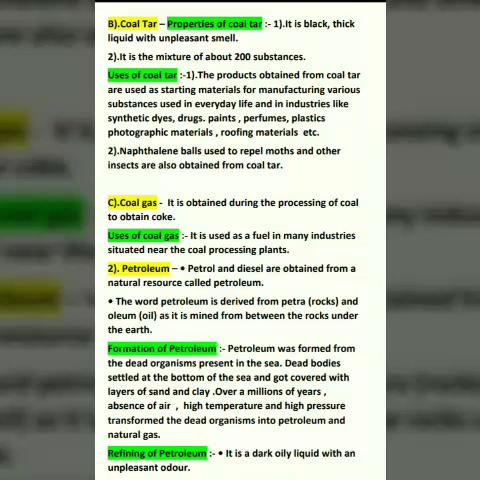 B).Coal Tar – Properties of coal tar :- 1).It is black, thick
liquid with unpleasant smell.
2).It is the mixture of about 200 substances.
Uses of coal tar :-1).The products obtained from coal tar
are used as starting materials for manufacturing various
substances used in everyday life and in industries like
synthetic dyes, drugs. paints , perfumes, plastics
photographic materials , roofing materials  etc.
2).Naphthalene balls used to repel moths and other
insects are also obtained from coal tar.
C).Coal gas -  It is obtained during the processing of coal
to obtain coke.
Uses of coal gas :- It is used as a fuel in many industries
situated near the coal processing plants.
2). Petroleum – • Petrol and diesel are obtained from a
natural resource called petroleum.
• The word petroleum is derived from petra (rocks) and
oleum (oil) as it is mined from between the rocks under
the earth.
Formation of Petroleum :- Petroleum was formed from
the dead organisms present in the sea. Dead bodies
settled at the bottom of the sea and got covered with
layers of sand and clay .Over a millions of years ,
absence of air  ,  high temperature and high pressure
transformed the dead organisms into petroleum and
natural gas.
Refining of Petroleum :- • It is a dark oily liquid with an
unpleasant odour.